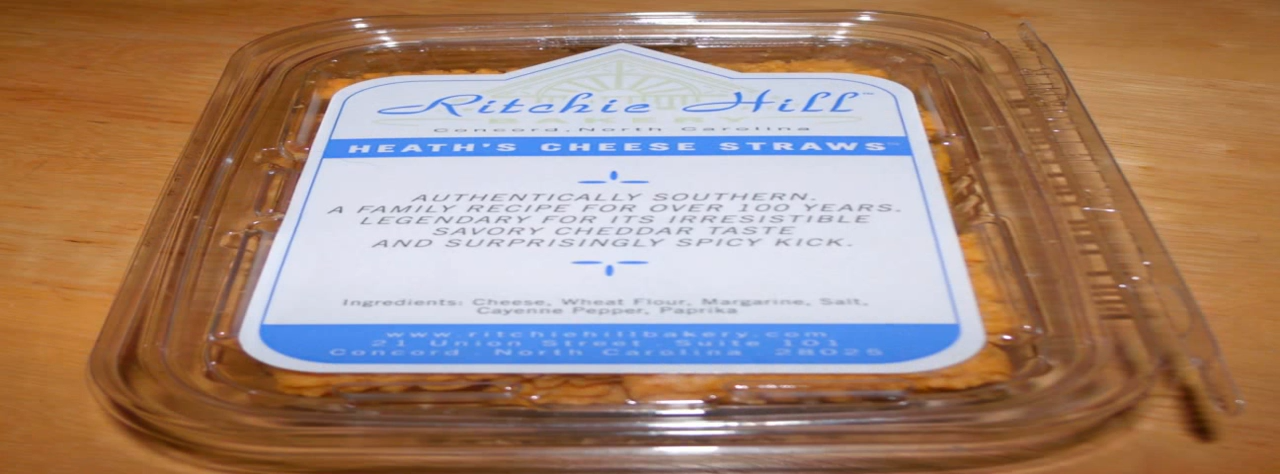 Ritchie Hill™
BAKERY
Concord, North Carolina
HEATH'S CHEESE STRAWS™
AUTHENTICALLY SOUTHERN.
A FAMILY RECIPE FOR OVER 100 YEARS.
LEGENDARY FOR ITS IRRESISTIBLE
SAVORY CHEDDAR TASTE
AND SURPRISINGLY SPICY KICK.
Ingredients: Cheese, Wheat Flour, Margarine, Salt,
Cayenne Pepper, Paprika
www.ritchiehillbakery.com
21 Union Street Suite 101
Concord North Carolina 28025